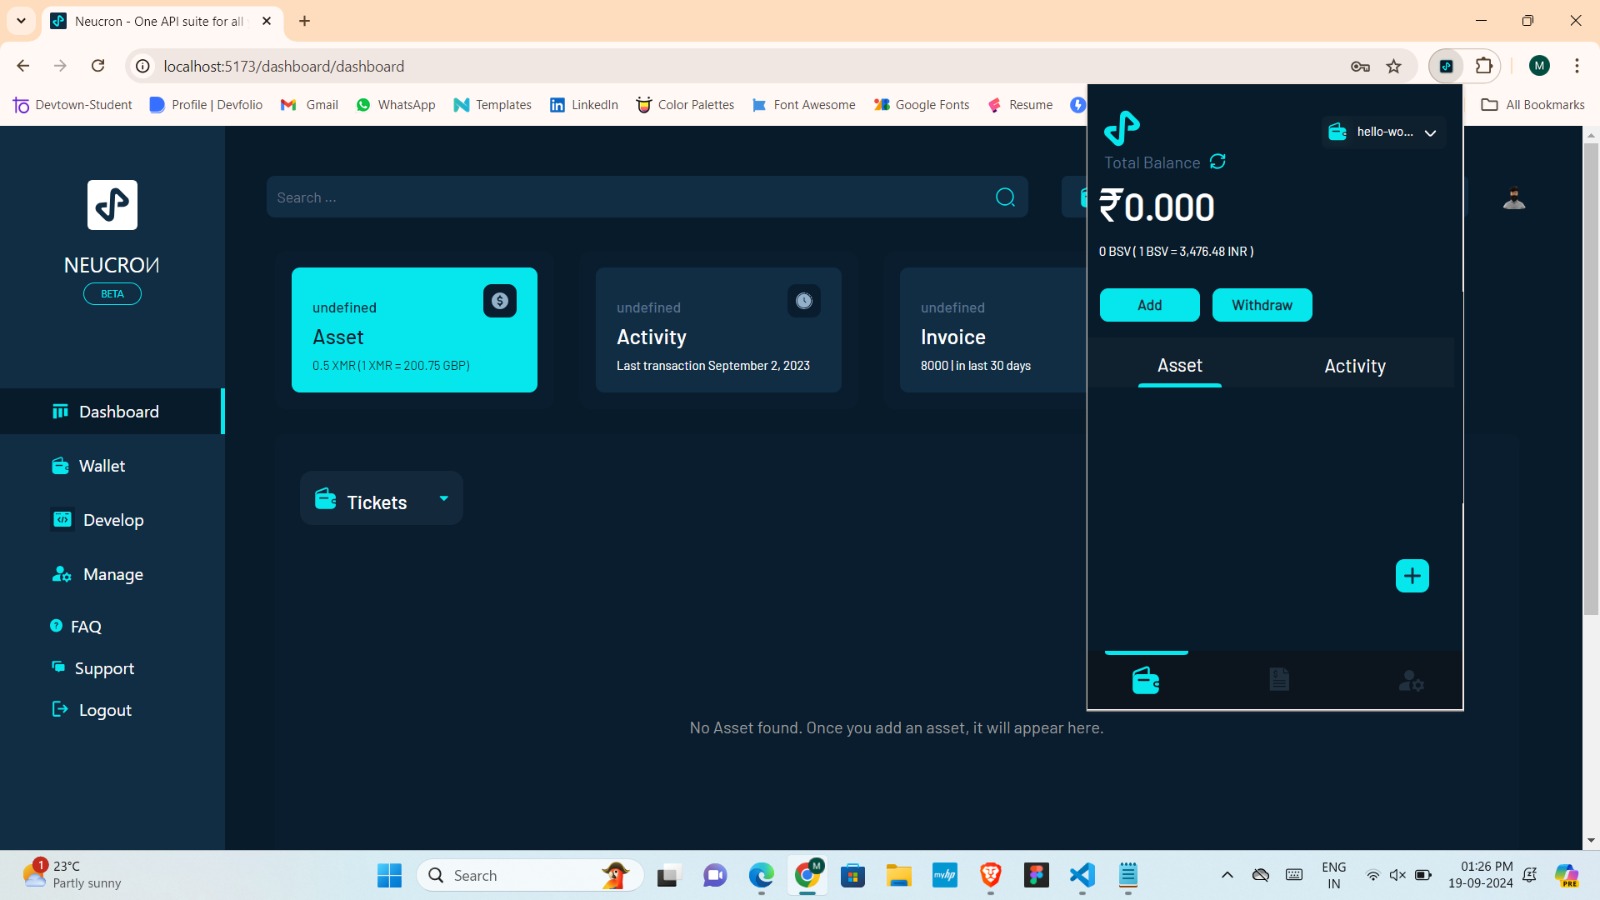 Neucron - One API suite for all
localhost:5173/dashboard/dashboard
M
Devtown-Student
Profile | Devfolio
Gmail
WhatsApp
Templates
LinkedIn
Color Palettes
Font Awesome
Google Fonts
Resume
All Bookmarks
NEUCROИ
BETA
Dashboard
Wallet
Develop
Manage
FAQ
Support
Logout
Search ...
undefined
Asset
0.5 XMR (1 XMR = 200.75 GBP)
undefined
Activity
Last transaction September 2, 2023
undefined
Invoice
8000 | in last 30 days
Tickets
No Asset found. Once you add an asset, it will appear here.
hello-wo...
Total Balance
₹0.000
0 BSV ( 1 BSV = 3,476.48 INR )
Add
Withdraw
Asset
Activity
1
23°C
Partly sunny
Search
M
myhp
ENG
IN
01:26 PM
19-09-2024
PRE